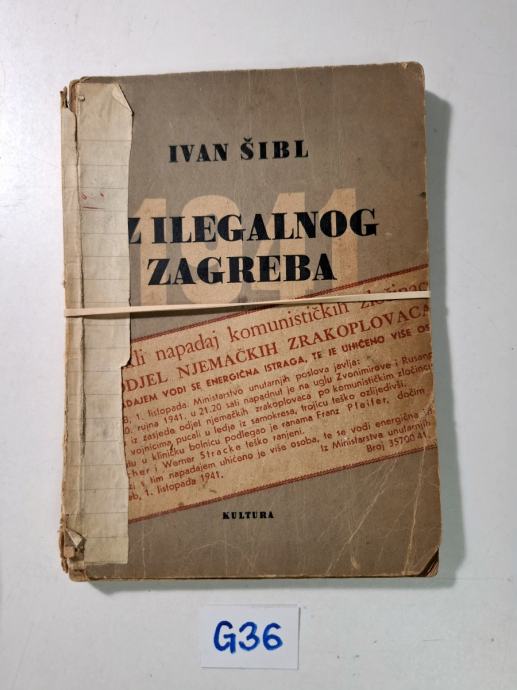 IVAN ŠIBL
1941
Z ILEGALNOG
ZAGREBA
napadaj komunističkih
ODJEL NJEMAČKIH ZRAKOPLOVACA
VODI SE ENERGIČNA ISTRAGA, TE JE UHIĆENO VIŠE
1. listopada. Ministarstvo unutarnjih poslova javlja:
rujna 1941. u 21.20 sati napadnut je na uglu Zvonimirove i
iz zasjede odjel njemačkih zrakoplovaca po komunističkim
vojnicima pucali u ledja iz samokresa, trojicu teško ozlijedivši,
u kliničku bolnicu podlegao je ranama Franz Pfeifer, dočim
i Werner Stracke teško ranjeni.
s tim napadajem uhićeno je više osoba, te se vodi energična
1. listopada 1941.
Iz Ministarstva unutarnjih
Broj 35700 41.
KULTURA
G36